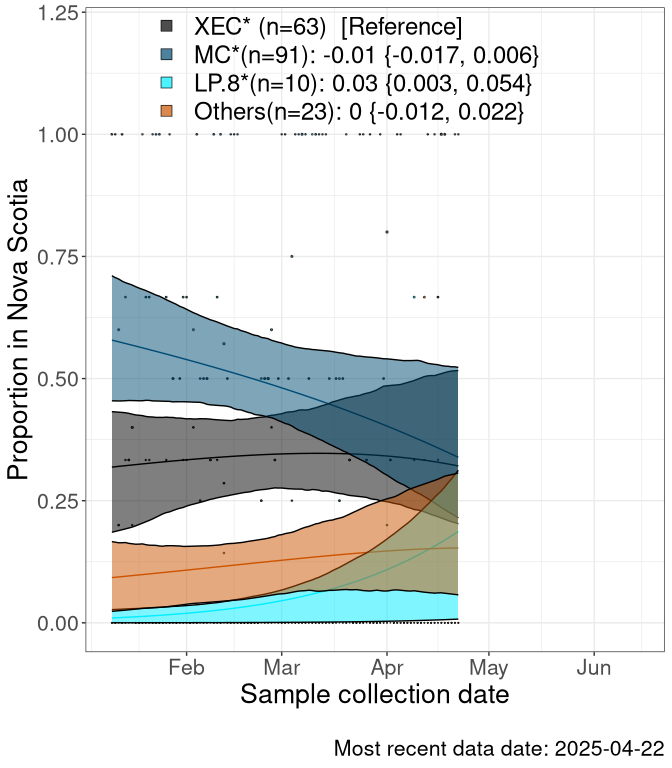 XEC* (n=63)  [Reference]
MC*(n=91): -0.01 {-0.017, 0.006}
LP.8*(n=10): 0.03 {0.003, 0.054}
Others(n=23): 0 {-0.012, 0.022}
1.25
1.00
0.75
0.50
0.25
0.00
Proportion in Nova Scotia
Feb Mar Apr May Jun
Sample collection date
Most recent data date: 2025-04-22